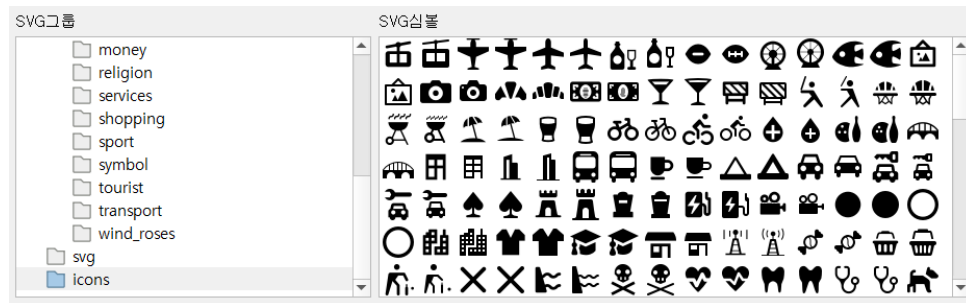 SVG그룹
SVG심볼
money
religion
services
shopping
sport
symbol
tourist
transport
wind_roses
svg
icons